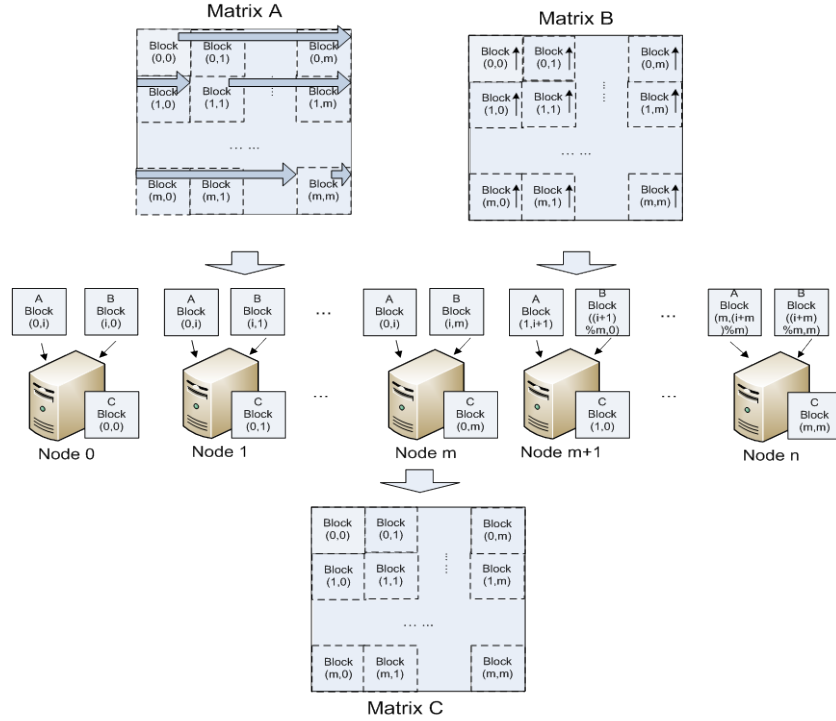 Matrix A
Block
(0,0)
Block
(0,1)
Block
(0,m)
Block
(1,0)
Block
(1,1)
Block
(1,m)
... ...
Block
(m,0)
Block
(m,1)
Block
(m,m)
Matrix B
Block
(0,0)
Block
(0,1)
Block
(0,m)
Block
(1,0)
Block
(1,1)
Block
(1,m)
... ...
Block
(m,0)
Block
(m,1)
Block
(m,m)
A
Block
(0,i)
B
Block
(i,0)
C
Block
(0,0)
Node 0
A
Block
(0,i)
B
Block
(i,1)
C
Block
(0,1)
Node 1
...
...
A
Block
(0,i)
B
Block
(i,m)
C
Block
(0,m)
Node m
A
Block
(1,i+1)
B
Block
((i+1)
%m,0)
C
Block
(1,0)
Node m+1
...
...
A
Block
(m,(i+m
)%m)
B
Block
((i+m)
%m,m)
C
Block
(m,m)
Node n
Block
(0,0)
Block
(0,1)
Block
(0,m)
Block
(1,0)
Block
(1,1)
Block
(1,m)
... ...
Block
(m,0)
Block
(m,1)
Block
(m,m)
Matrix C